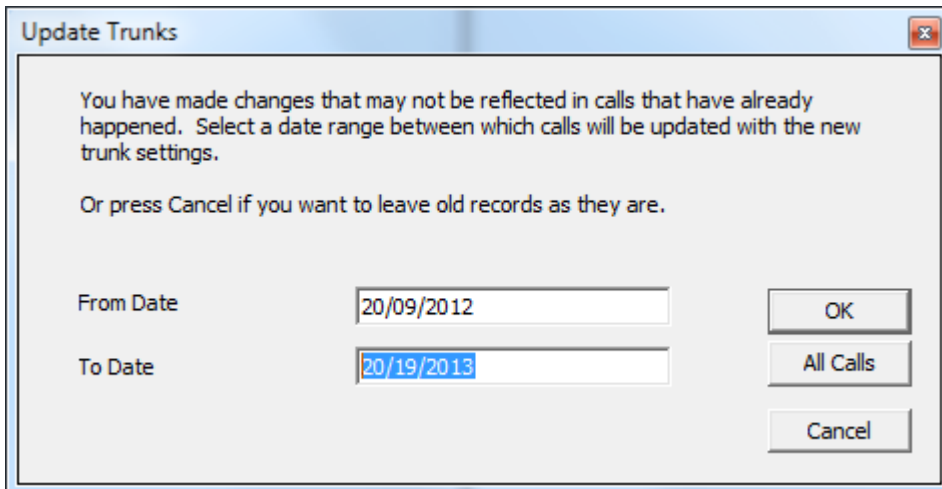 Update Trunks
You have made changes that may not be reflected in calls that have already
happened.  Select a date range between which calls will be updated with the new
trunk settings.
Or press Cancel if you want to leave old records as they are.
From Date
20/09/2012
OK
To Date
20/19/2013
All Calls
Cancel